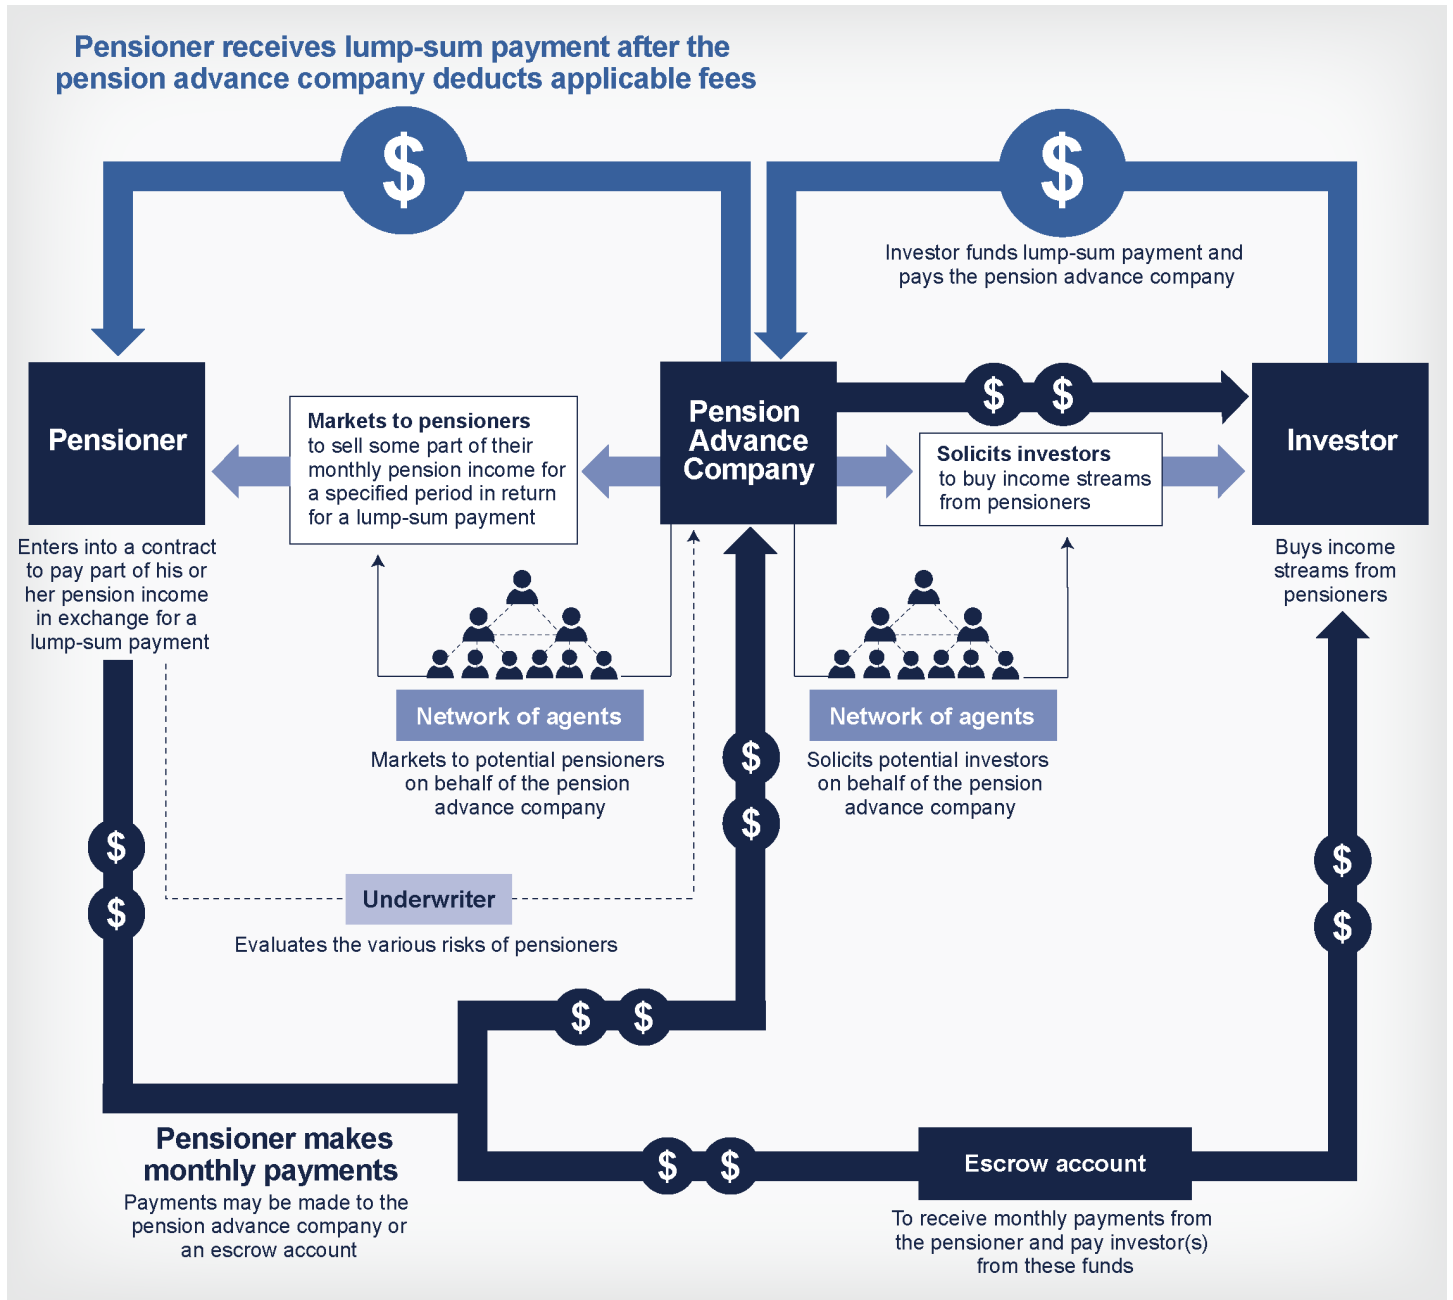 Pensioner receives lump-sum payment after the
pension advance company deducts applicable fees
$
$
Investor funds lump-sum payment and
pays the pension advance company
Pensioner
Markets to pensioners
to sell some part of their
monthly pension income for
a specified period in return
for a lump-sum payment
Pension
Advance
Company
$ $
Solicits investors
to buy income streams
from pensioners
Investor
Enters into a contract
to pay part of his or
her pension income
in exchange for a
lump-sum payment
Buys income
streams from
pensioners
Network of agents
Markets to potential pensioners
on behalf of the pension
advance company
Network of agents
Solicits potential investors
on behalf of the pension
advance company
$
$
$
$
$
$
Underwriter
Evaluates the various risks of pensioners
$ $
Pensioner makes
monthly payments
Payments may be made to the
pension advance company or
an escrow account
$ $
Escrow account
To receive monthly payments from
the pensioner and pay investor(s)
from these funds